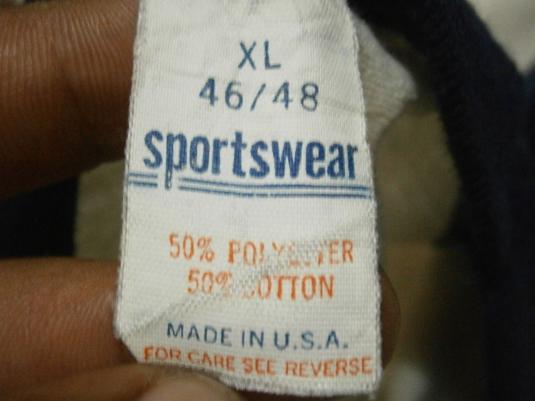 XL
46/48
sportswear
50% POLYESTER
50% COTTON
MADE IN U.S.A.
FOR CARE SEE REVERSE